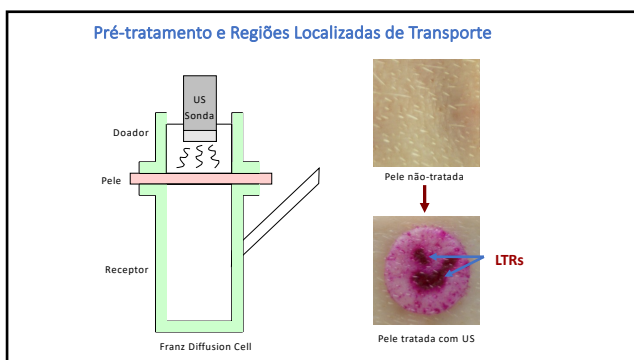 Pré-tratamento e Regiões Localizadas de Transporte
US
Sonda
Doador
Pele
Receptor
Franz Diffusion Cell
Pele não-tratada
LTRs
Pele tratada com US